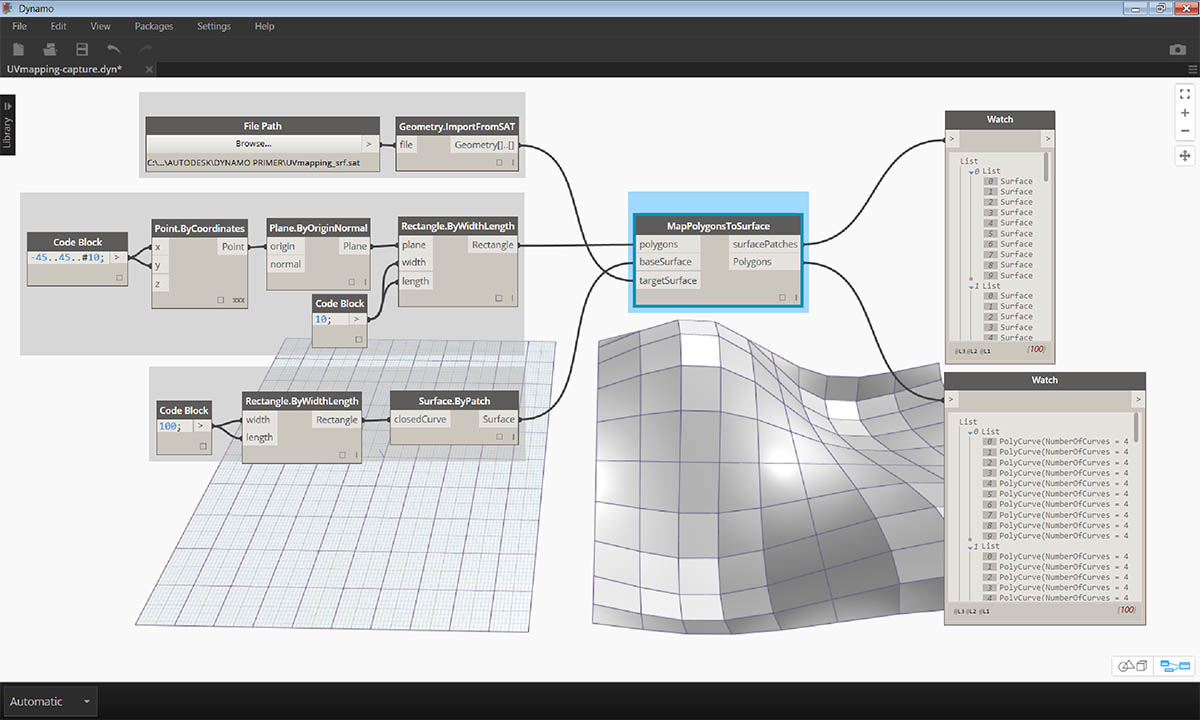 Dynamo
File Edit View Packages Settings Help
UVmapping-capture.dyn*
Library
File Path
Browse... >
C:\...\AUTODESK\DYNAMO PRIMER\UVmapping_srf.sat
Geometry.ImportFromSAT
file Geometry[]..[]
Code Block
-45..45..#10; >
Point.ByCoordinates
x Point
y
z
xxx
Plane.ByOriginNormal
origin Plane
normal
Rectangle.ByWidthLength
plane Rectangle
width
length
Code Block
10; >
Code Block
100; >
Rectangle.ByWidthLength
width Rectangle
length
Surface.ByPatch
closedCurve Surface
MapPolygonsToSurface
polygons surfacePatches
baseSurface Polygons
targetSurface
Watch
> >
List
0 List
0 Surface
1 Surface
2 Surface
3 Surface
4 Surface
5 Surface
6 Surface
7 Surface
8 Surface
9 Surface
1 List
0 Surface
1 Surface
2 Surface
3 Surface
4 Surface
@L3 @L2 @L1 {100}
Watch
> >
List
0 List
0 PolyCurve(NumberOfCurves = 4
1 PolyCurve(NumberOfCurves = 4
2 PolyCurve(NumberOfCurves = 4
3 PolyCurve(NumberOfCurves = 4
4 PolyCurve(NumberOfCurves = 4
5 PolyCurve(NumberOfCurves = 4
6 PolyCurve(NumberOfCurves = 4
7 PolyCurve(NumberOfCurves = 4
8 PolyCurve(NumberOfCurves = 4
9 PolyCurve(NumberOfCurves = 4
1 List
0 PolyCurve(NumberOfCurves = 4
1 PolyCurve(NumberOfCurves = 4
2 PolyCurve(NumberOfCurves = 4
3 PolyCurve(NumberOfCurves = 4
4 PolyCurve(NumberOfCurves = 4
@L3 @L2 @L1 {100}
Automatic